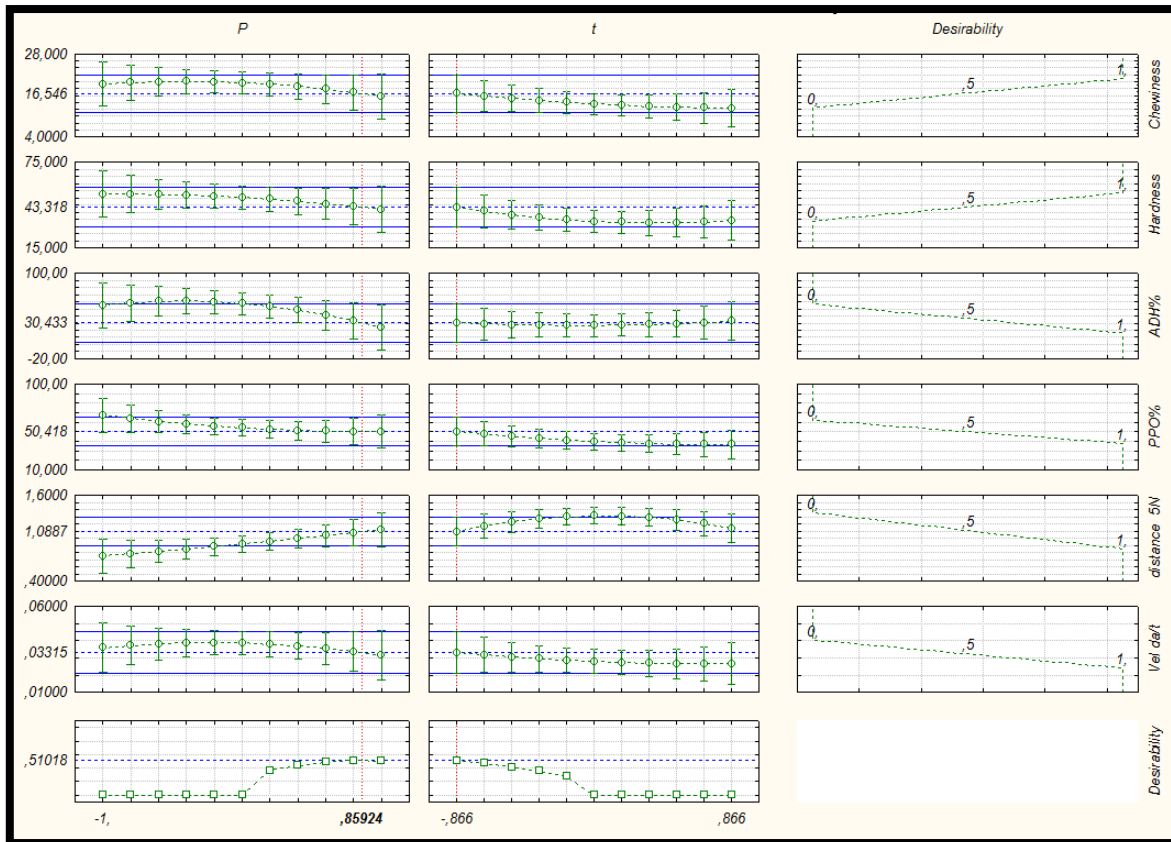 P t Desirability
28,000
16,546
4,0000
0, ,5 1,
Chewiness
75,000
43,318
15,000
0, ,5 1,
Hardness
100,00
30,433
-20,00
0, ,5 1,
ADH%
100,00
50,418
10,000
0, ,5 1,
PPO%
1,6000
1,0887
,40000
0, ,5 1,
distance 5N
,06000
,03315
,01000
0, ,5 1,
Vel da/t
,51018
Desirability
-1, ,85924 -,866 ,866